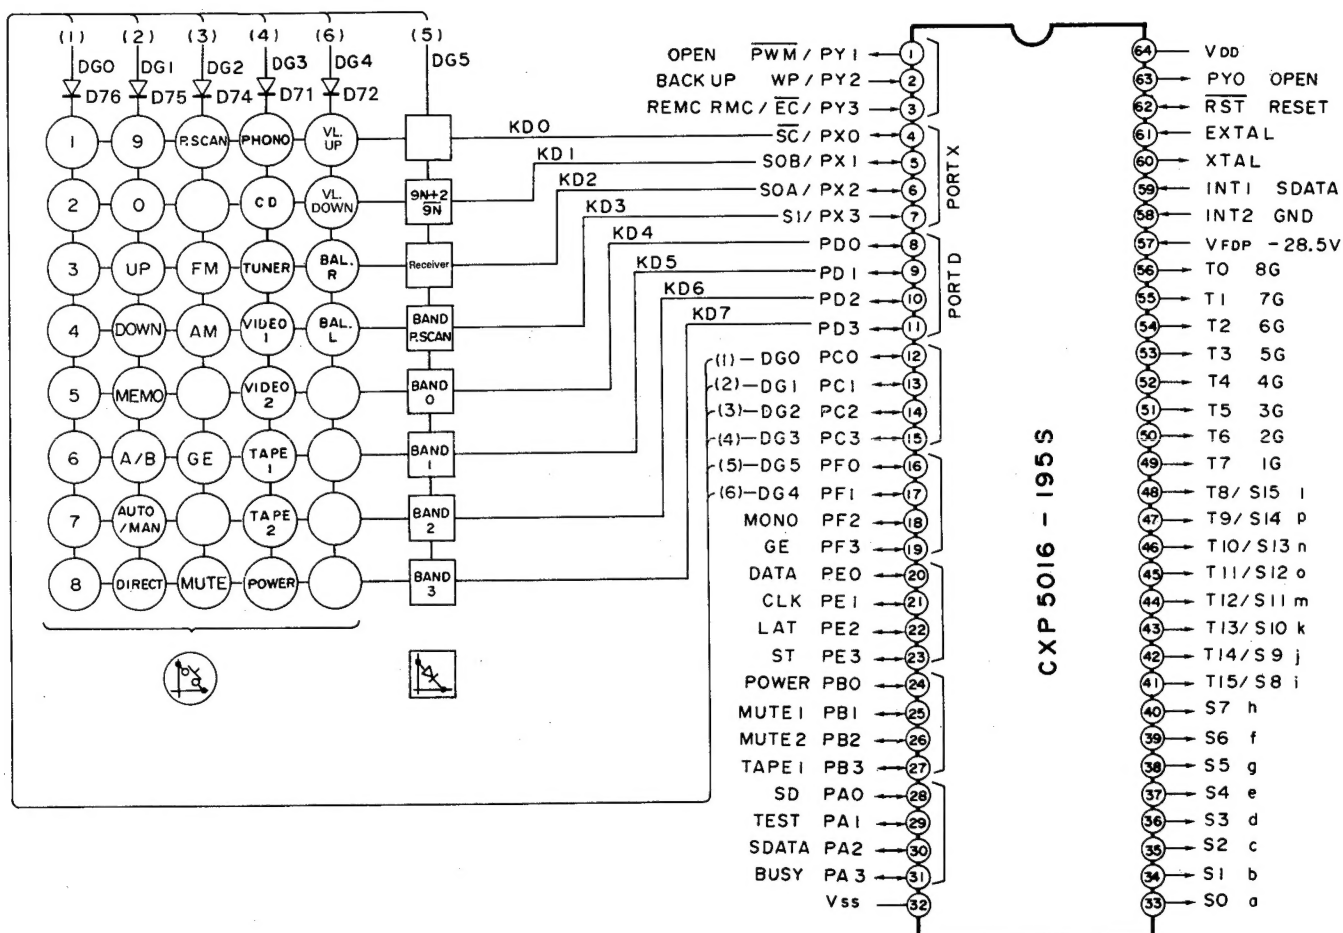 (1) (2) (3) (4) (6) (5)
DG0 DG1 DG2 DG3 DG4 DG5
D76 D75 D74 D71 D72
1 9 P.SCAN PHONO VL. UP
2 0 CD VL. DOWN 9N+2 9N
3 UP FM TUNER BAL. R Receiver
4 DOWN AM VIDEO 1 BAL. L BAND P.SCAN
5 MEMO VIDEO 2 BAND 0
6 A/B GE TAPE 1 BAND 1
7 AUTO /MAN TAPE 2 BAND 2
8 DIRECT MUTE POWER BAND 3
KD0
KD1
KD2
KD3
KD4
KD5
KD6
KD7
OPEN PWM/PY1 1
BACK UP WP/PY2 2
REMC RMC/EC/PY3 3
SC/PX0 4
SOB/PX1 5
SOA/PX2 6
SI/PX3 7
PORT X
PD0 8
PD1 9
PD2 10
PD3 11
PORT D
(1)-DG0 PC0 12
(2)-DG1 PC1 13
(3)-DG2 PC2 14
(4)-DG3 PC3 15
(5)-DG5 PF0 16
(6)-DG4 PF1 17
MONO PF2 18
GE PF3 19
DATA PE0 20
CLK PE1 21
LAT PE2 22
ST PE3 23
POWER PB0 24
MUTE1 PB1 25
MUTE2 PB2 26
TAPE1 PB3 27
SD PA0 28
TEST PA1 29
SDATA PA2 30
BUSY PA3 31
Vss 32
CXP5016-195S
64 VDD
63 PY0 OPEN
62 RST RESET
61 EXTAL
60 XTAL
59 INT1 SDATA
58 INT2 GND
57 VFDP -28.5V
56 T0 8G
55 T1 7G
54 T2 6G
53 T3 5G
52 T4 4G
51 T5 3G
50 T6 2G
49 T7 1G
48 T8/S15 l
47 T9/S14 p
46 T10/S13 n
45 T11/S12 o
44 T12/S11 m
43 T13/S10 k
42 T14/S9 j
41 T15/S8 i
40 S7 h
39 S6 f
38 S5 g
37 S4 e
36 S3 d
35 S2 c
34 S1 b
33 S0 a